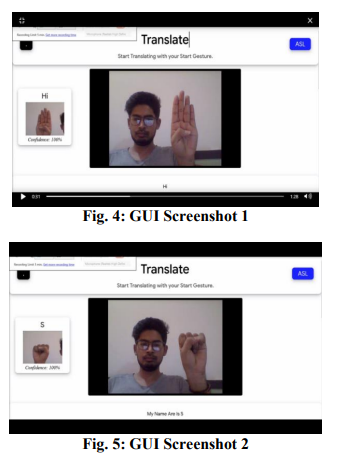 Translate
ASL
Start Translating with your Start Gesture.
Hi
Confidence: 100%
Hi
0:31
1:28
Fig. 4: GUI Screenshot 1
Translate
ASL
Start Translating with your Start Gesture.
S
Confidence: 100%
My Name Are Is S
Fig. 5: GUI Screenshot 2